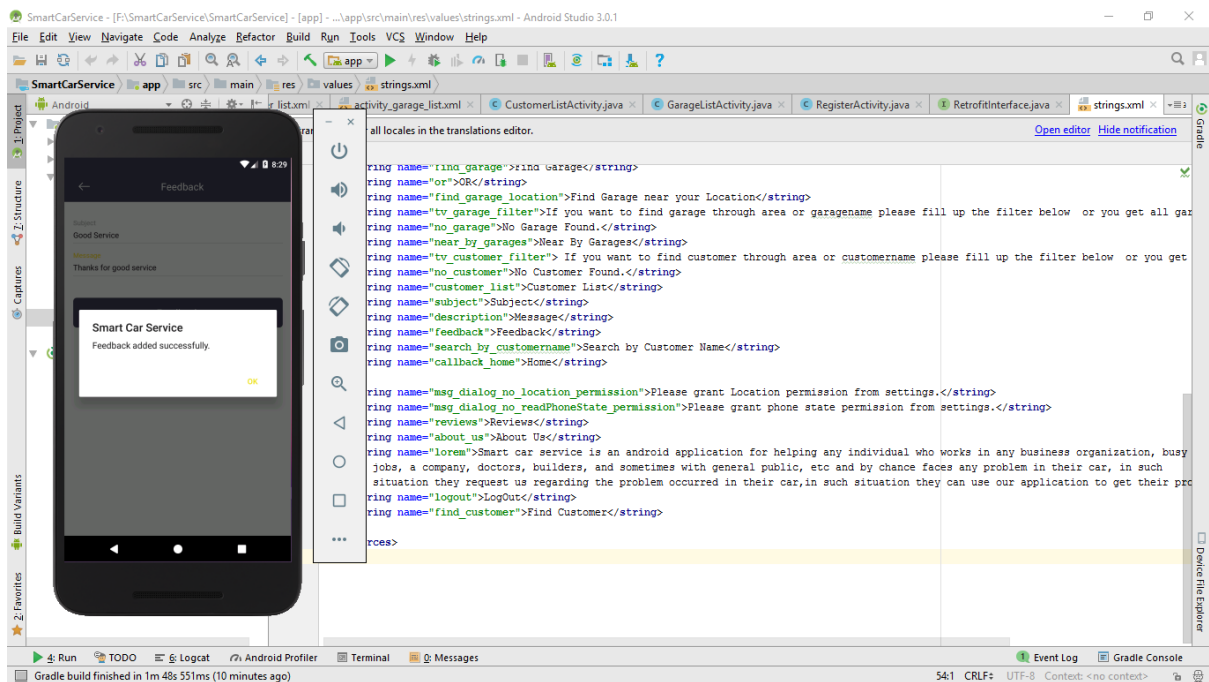 SmartCarService - [F:\SmartCarService\SmartCarService] - [app] - ...\app\src\main\res\values\strings.xml - Android Studio 3.0.1
File Edit View Navigate Code Analyze Refactor Build Run Tools VCS Window Help
app
SmartCarService app src main res values strings.xml
Android
r list.xml activity_garage_list.xml CustomerListActivity.java GarageListActivity.java RegisterActivity.java RetrofitInterface.java strings.xml
all locales in the translations editor. Open editor Hide notification
1: Project
7: Structure
Captures
Build Variants
2: Favorites
Gradle
Device File Explorer
8:29
Feedback
Subject
Good Service
Message
Thanks for good service
Smart Car Service
Feedback added successfully.
OK
ring name="find_garage">Find Garage</string>
ring name="or">OR</string>
ring name="find_garage_location">Find Garage near your Location</string>
ring name="tv_garage_filter">If you want to find garage through area or garagename please fill up the filter below  or you get all gar
ring name="no_garage">No Garage Found.</string>
ring name="near_by_garages">Near By Garages</string>
ring name="tv_customer_filter"> If you want to find customer through area or customername please fill up the filter below  or you get
ring name="no_customer">No Customer Found.</string>
ring name="customer_list">Customer List</string>
ring name="subject">Subject</string>
ring name="description">Message</string>
ring name="feedback">Feedback</string>
ring name="search_by_customername">Search by Customer Name</string>
ring name="callback_home">Home</string>
ring name="msg_dialog_no_location_permission">Please grant Location permission from settings.</string>
ring name="msg_dialog_no_readPhoneState_permission">Please grant phone state permission from settings.</string>
ring name="reviews">Reviews</string>
ring name="about_us">About Us</string>
ring name="lorem">Smart car service is an android application for helping any individual who works in any business organization, busy
jobs, a company, doctors, builders, and sometimes with general public, etc and by chance faces any problem in their car, in such
situation they request us regarding the problem occurred in their car,in such situation they can use our application to get their pro
ring name="logout">LogOut</string>
ring name="find_customer">Find Customer</string>
rces>
4: Run TODO 6: Logcat Android Profiler Terminal 0: Messages 1 Event Log Gradle Console
Gradle build finished in 1m 48s 551ms (10 minutes ago) 54:1 CRLF UTF-8 Context: <no context>